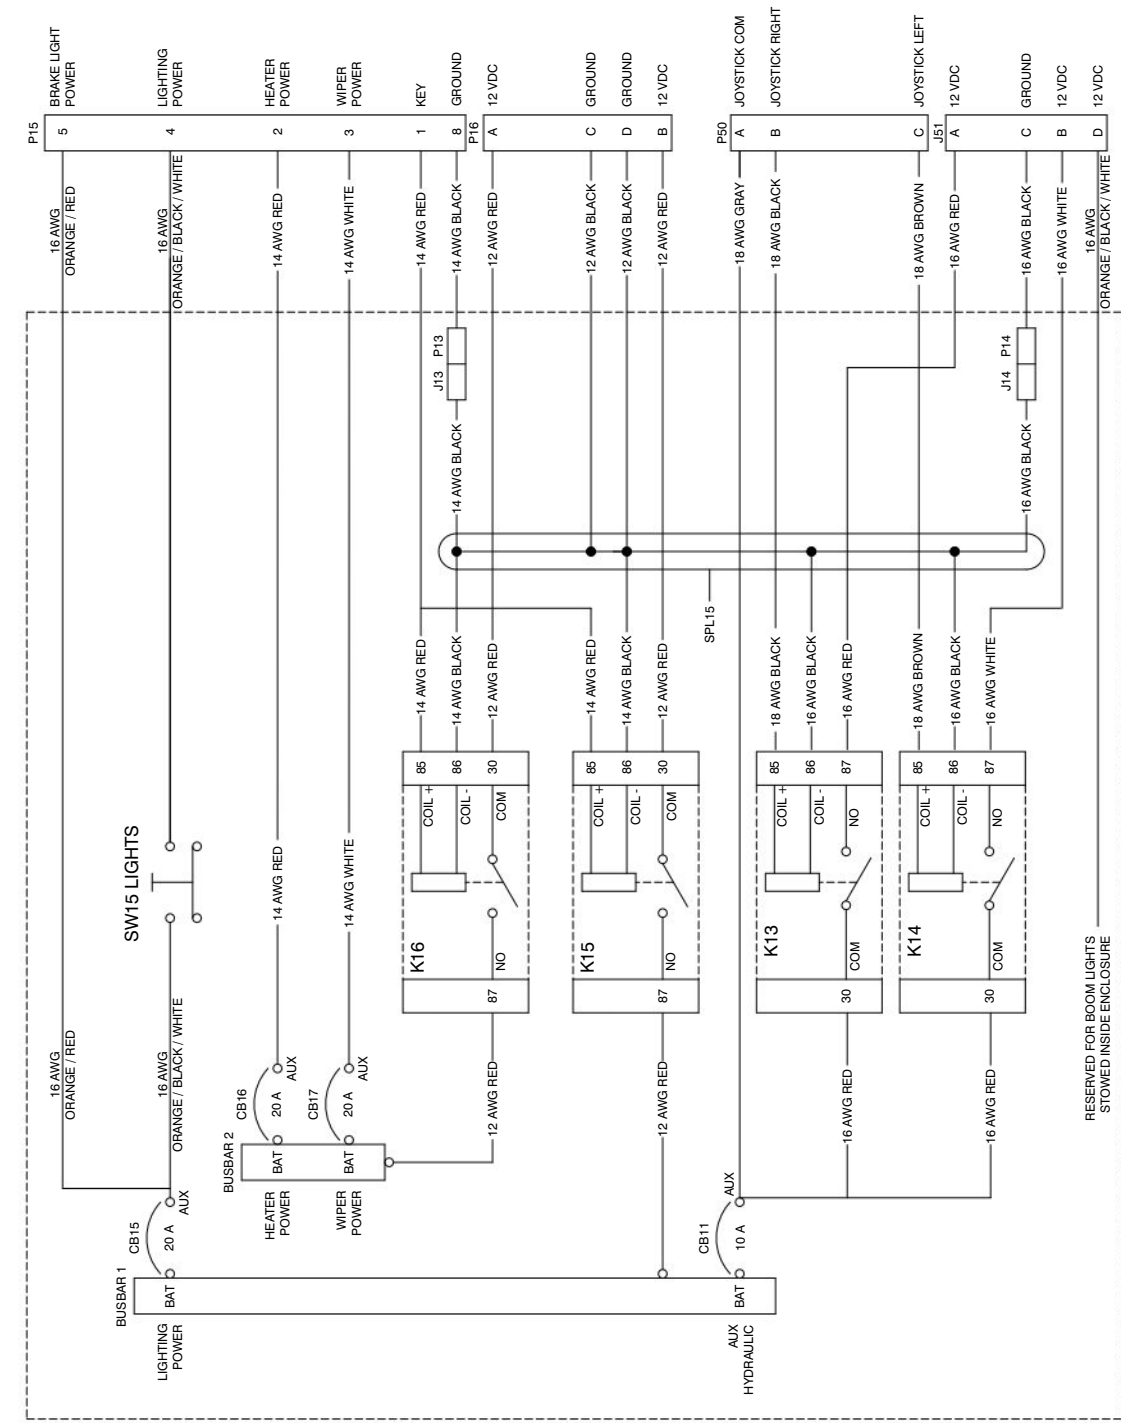 P15
5
BRAKE LIGHT
POWER
4
LIGHTING
POWER
2
HEATER
POWER
3
WIPER
POWER
1
KEY
8
GROUND
P16
A
12 VDC
C
GROUND
D
GROUND
B
12 VDC
P50
A
JOYSTICK COM
B
JOYSTICK RIGHT
C
JOYSTICK LEFT
J51
A
12 VDC
C
GROUND
B
12 VDC
D
12 VDC
16 AWG
ORANGE / RED
16 AWG
ORANGE / BLACK / WHITE
14 AWG RED
14 AWG WHITE
14 AWG RED
14 AWG BLACK
12 AWG RED
12 AWG BLACK
12 AWG BLACK
12 AWG RED
18 AWG GRAY
18 AWG BLACK
18 AWG BROWN
16 AWG RED
16 AWG BLACK
16 AWG WHITE
16 AWG
ORANGE / BLACK / WHITE
J13
P13
J14
P14
14 AWG BLACK
16 AWG BLACK
SPL15
14 AWG RED
14 AWG BLACK
12 AWG RED
14 AWG RED
14 AWG BLACK
12 AWG RED
18 AWG BLACK
16 AWG BLACK
16 AWG RED
18 AWG BROWN
16 AWG BLACK
16 AWG WHITE
SW15 LIGHTS
14 AWG RED
14 AWG WHITE
K16
85
86
30
COIL +
COIL -
COM
NO
87
K15
85
86
30
COIL +
COIL -
COM
NO
87
K13
85
86
87
COIL +
COIL -
NO
COM
30
K14
85
86
87
COIL +
COIL -
NO
COM
30
RESERVED FOR BOOM LIGHTS
STOWED INSIDE ENCLOSURE
16 AWG
ORANGE / RED
16 AWG
ORANGE / BLACK / WHITE
CB16
20 A
AUX
CB17
20 A
AUX
BUSBAR 2
BAT
BAT
HEATER
POWER
WIPER
POWER
12 AWG RED
12 AWG RED
16 AWG RED
16 AWG RED
CB15
20 A
AUX
CB11
10 A
AUX
BUSBAR 1
BAT
BAT
LIGHTING
POWER
AUX
HYDRAULIC